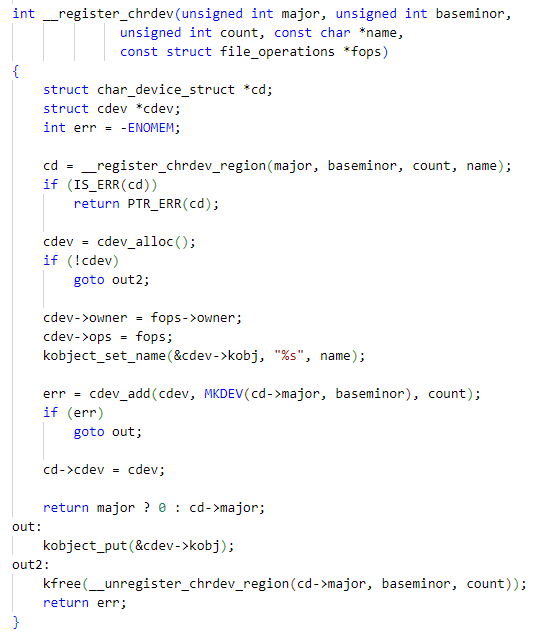 int __register_chrdev(unsigned int major, unsigned int baseminor,
unsigned int count, const char *name,
const struct file_operations *fops)
{
struct char_device_struct *cd;
struct cdev *cdev;
int err = -ENOMEM;
cd = __register_chrdev_region(major, baseminor, count, name);
if (IS_ERR(cd))
return PTR_ERR(cd);
cdev = cdev_alloc();
if (!cdev)
goto out2;
cdev->owner = fops->owner;
cdev->ops = fops;
kobject_set_name(&cdev->kobj, "%s", name);
err = cdev_add(cdev, MKDEV(cd->major, baseminor), count);
if (err)
goto out;
cd->cdev = cdev;
return major ? 0 : cd->major;
out:
kobject_put(&cdev->kobj);
out2:
kfree(__unregister_chrdev_region(cd->major, baseminor, count));
return err;
}